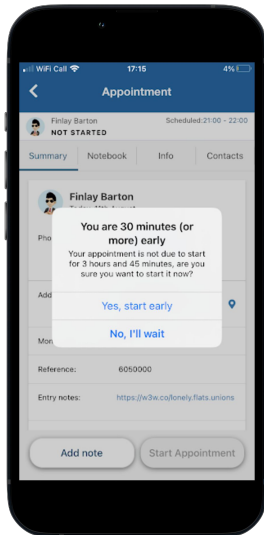 WiFi Call 17:15 4%
Appointment
Finlay Barton Scheduled:21:00 - 22:00
NOT STARTED
Summary Notebook Info Contacts
Finlay Barton
You are 30 minutes (or
more) early
Pho
Your appointment is not due to start
for 3 hours and 45 minutes, are you
sure you want to start it now?
Add
Yes, start early
No, I'll wait
Mon
Reference: 6050000
Entry notes: https://w3w.co/lonely.flats.unions
Add note Start Appointment